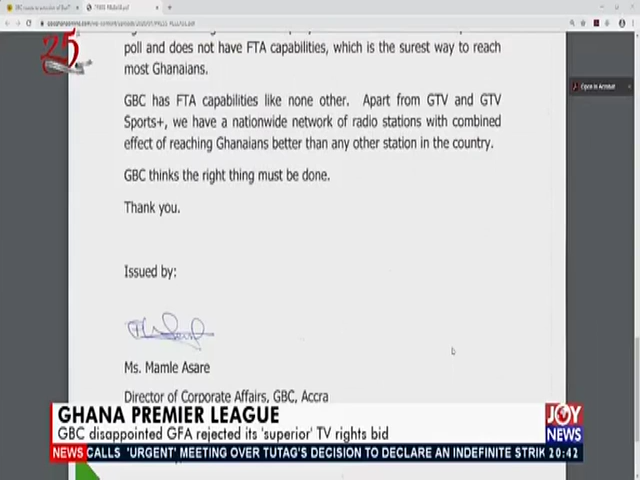 25
poll and does not have FTA capabilities, which is the surest way to reach
most Ghanaians.
GBC has FTA capabilities like none other. Apart from GTV and GTV
Sports+, we have a nationwide network of radio stations with combined
effect of reaching Ghanaians better than any other station in the country.
GBC thinks the right thing must be done.
Thank you.
Issued by:
Ms. Mamle Asare
Director of Corporate Affairs, GBC, Accra
Open in Acrobat
GHANA PREMIER LEAGUE
GBC disappointed GFA rejected its 'superior' TV rights bid
JOY
NEWS
NEWS CALLS 'URGENT' MEETING OVER TUTAG'S DECISION TO DECLARE AN INDEFINITE STRIK 20:42